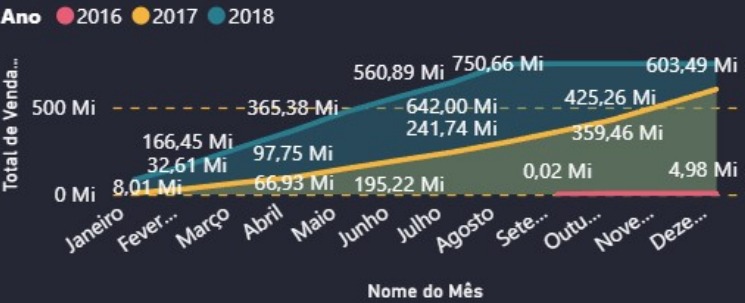 Ano 2016 2017 2018
Total de Venda...
500 Mi
0 Mi
750,66 Mi
603,49 Mi
560,89 Mi
425,26 Mi
365,38 Mi
642,00 Mi
166,45 Mi
241,74 Mi
359,46 Mi
32,61 Mi
97,75 Mi
0,02 Mi
4,98 Mi
8,01 Mi
66,93 Mi
195,22 Mi
Janeiro
Fever...
Março
Abril
Maio
Junho
Julho
Agosto
Sete...
Outu...
Nove...
Deze...
Nome do Mês